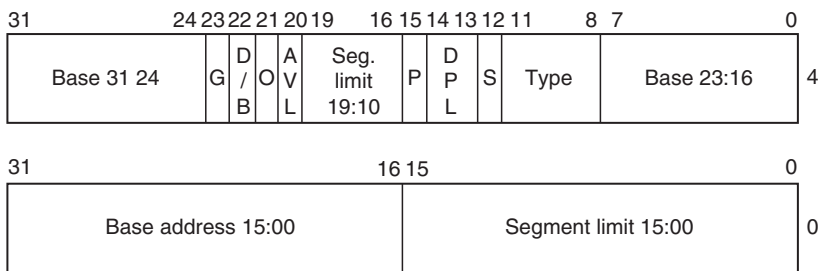 31 24 23 22 21 20 19 16 15 14 13 12 11 8 7 0
Base 31 24 G D/B O AVL Seg. limit 19:10 P DPL S Type Base 23:16 4
31 16 15 0
Base address 15:00 Segment limit 15:00 0